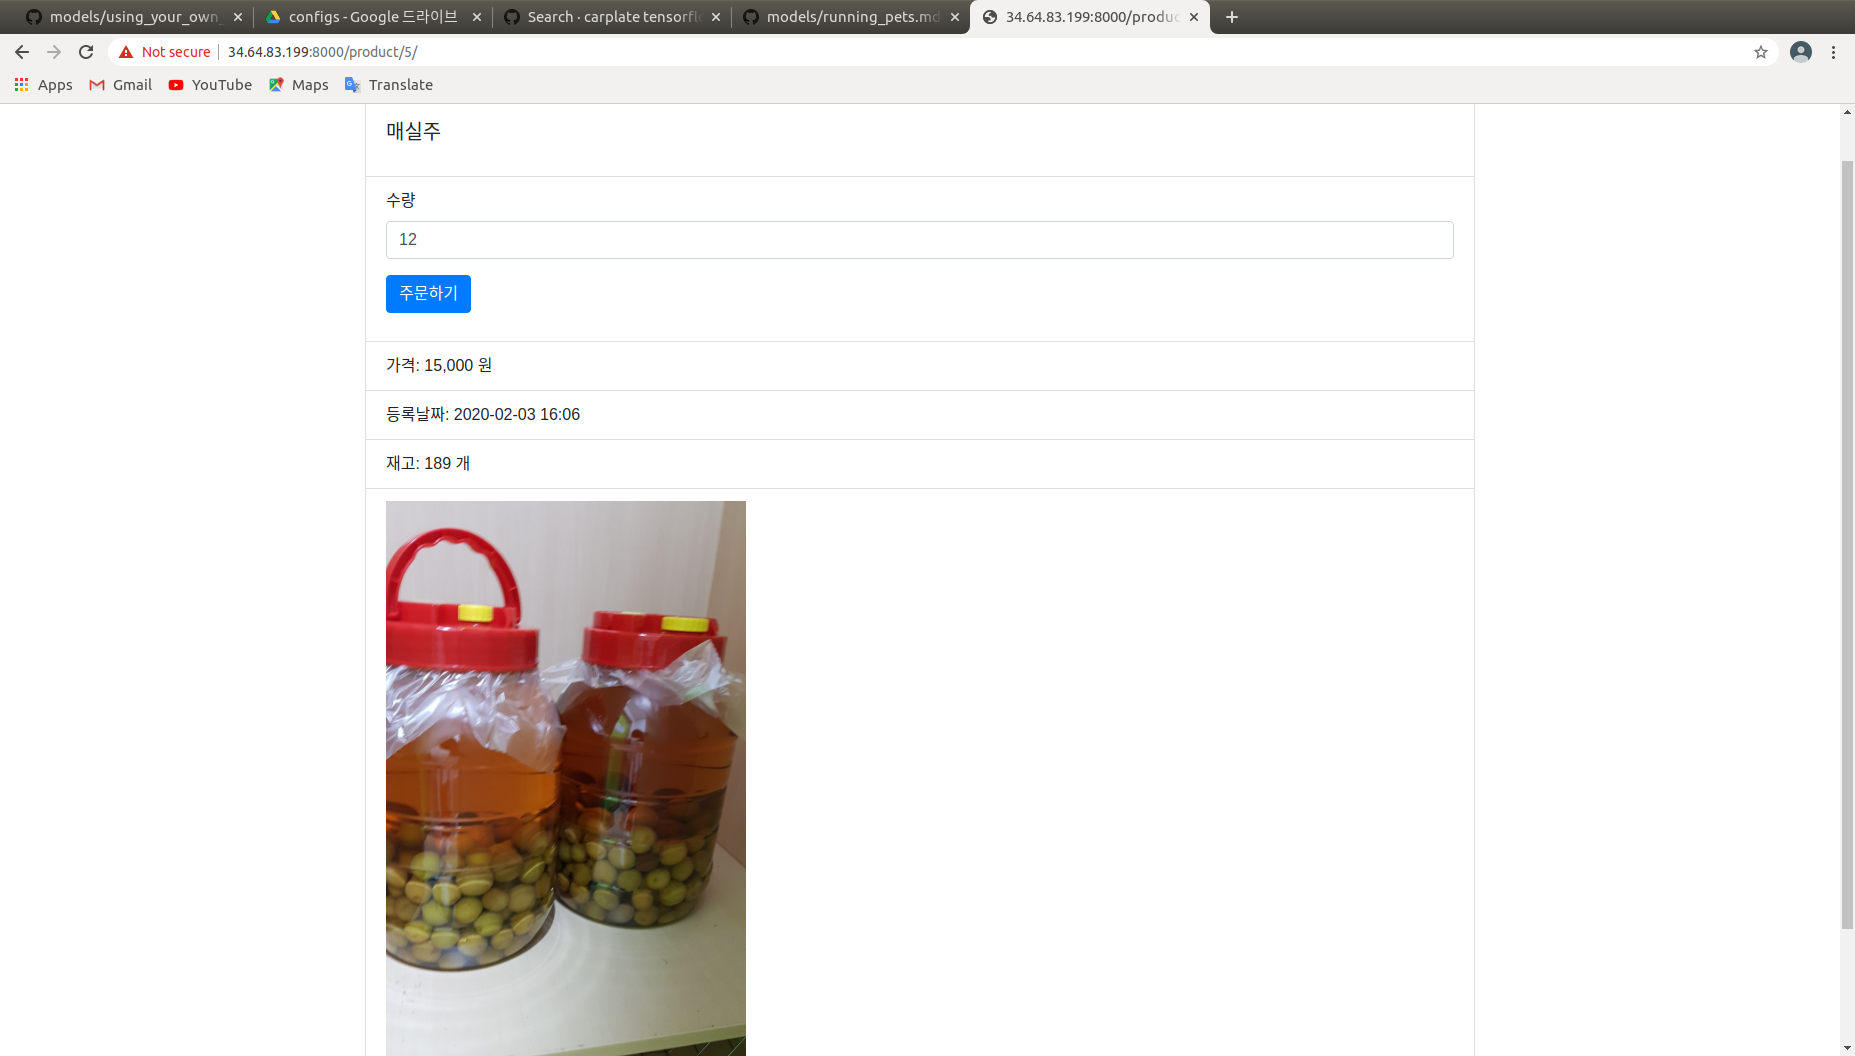 models/using_your_own_
configs - Google 드라이브
Search · carplate tensorfl
models/running_pets.md
34.64.83.199:8000/produc
Not secure
34.64.83.199:8000/product/5/
Apps
Gmail
YouTube
Maps
Translate
매실주
수량
12
주문하기
가격: 15,000 원
등록날짜: 2020-02-03 16:06
재고: 189 개